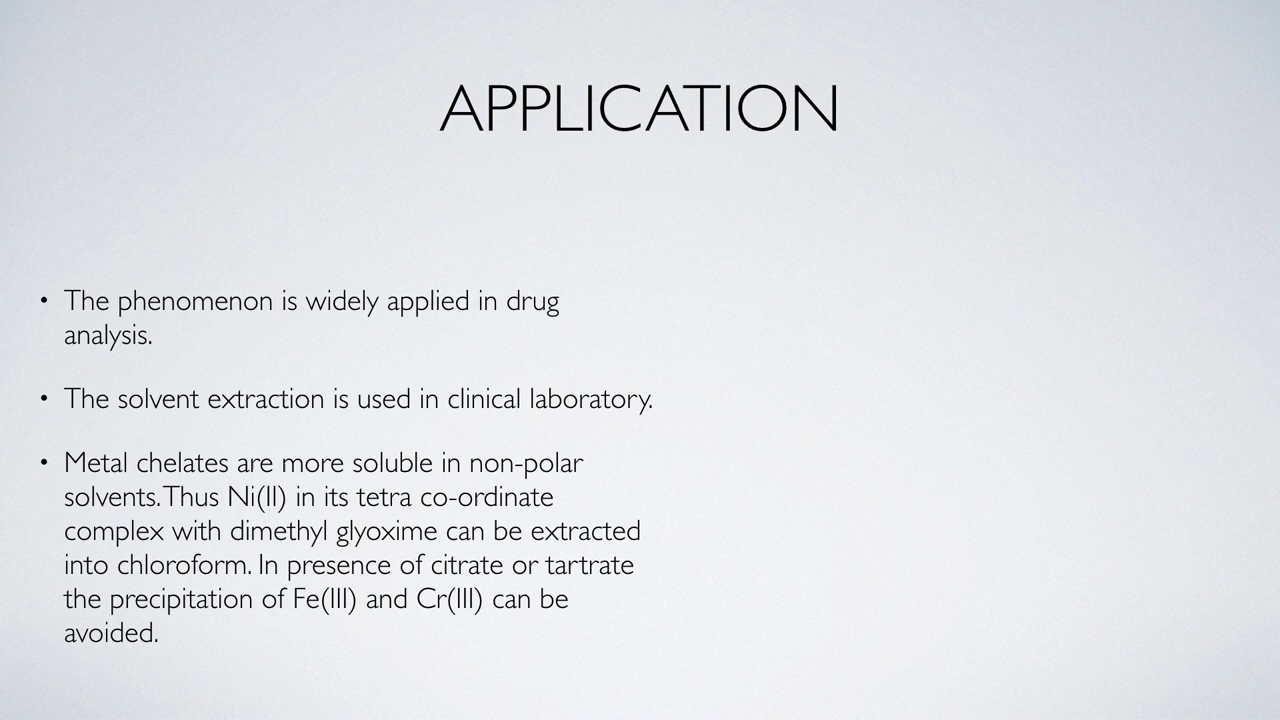 APPLICATION
• The phenomenon is widely applied in drug
analysis.
• The solvent extraction is used in clinical laboratory.
• Metal chelates are more soluble in non-polar
solvents. Thus Ni(II) in its tetra co-ordinate
complex with dimethyl glyoxime can be extracted
into chloroform. In presence of citrate or tartrate
the precipitation of Fe(III) and Cr(III) can be
avoided.